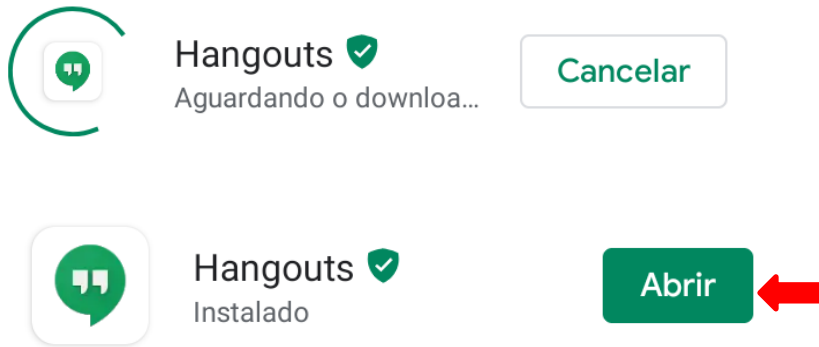 Hangouts
Aguardando o downloa...
Cancelar
Hangouts
Instalado
Abrir